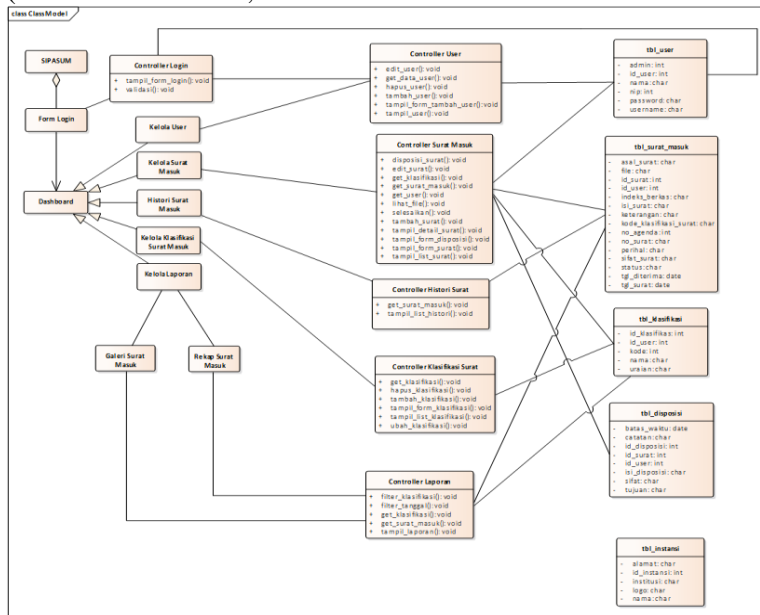 class ClassModel
SIPASUM
Form Login
Dashboard
Controller Login
+ tampil_form_login(): void
+ validasi(): void
Kelola User
Kelola Surat
Masuk
Histori Surat
Masuk
Kelola Klasifikasi
Surat Masuk
Kelola Laporan
Galeri Surat
Masuk
Rekap Surat
Masuk
Controller User
+ edit_user(): void
+ get_data_user(): void
+ hapus_user(): void
+ tambah_user(): void
+ tampil_form_tambah_user(): void
+ tampil_user(): void
Controller Surat Masuk
+ disposisi_surat(): void
+ edit_surat(): void
+ get_klasifikasi(): void
+ get_surat_masuk(): void
+ get_user(): void
+ lihat_file(): void
+ selesaikan(): void
+ tambah_surat(): void
+ tampil_detail_surat(): void
+ tampil_form_disposisi(): void
+ tampil_form_surat(): void
+ tampil_list_surat(): void
Controller Histori Surat
+ get_surat_masuk(): void
+ tampil_list_histori(): void
Controller Klasifikasi Surat
+ get_klasifikasi(): void
+ hapus_klasifikasi(): void
+ tambah_klasifikasi(): void
+ tampil_form_klasifikasi(): void
+ tampil_list_klasifikasi(): void
+ ubah_klasifikasi(): void
Controller Laporan
+ filter_klasifikasi(): void
+ filter_tanggal(): void
+ get_klasifikasi(): void
+ get_surat_masuk(): void
+ tampil_laporan(): void
tbl_user
- admin: int
- id_user: int
- nama: char
- nip: int
- password: char
- username: char
tbl_surat_masuk
- asal_surat: char
- file: char
- id_surat: int
- id_user: int
- indeks_berkas: char
- isi_surat: char
- keterangan: char
- kode_klasifikasi_surat: char
- no_agenda: int
- no_surat: char
- perihal: char
- sifat_surat: char
- status: char
- tgl_diterima: date
- tgl_surat: date
tbl_klasifikasi
- id_klasifikas: int
- id_user: int
- kode: int
- nama: char
- uraian: char
tbl_disposisi
- batas_waktu: date
- catatan: char
- id_disposisi: int
- id_surat: int
- id_user: int
- isi_disposisi: char
- sifat: char
- tujuan: char
tbl_instansi
- alamat: char
- id_instansi: int
- institusi: char
- logo: char
- nama: char